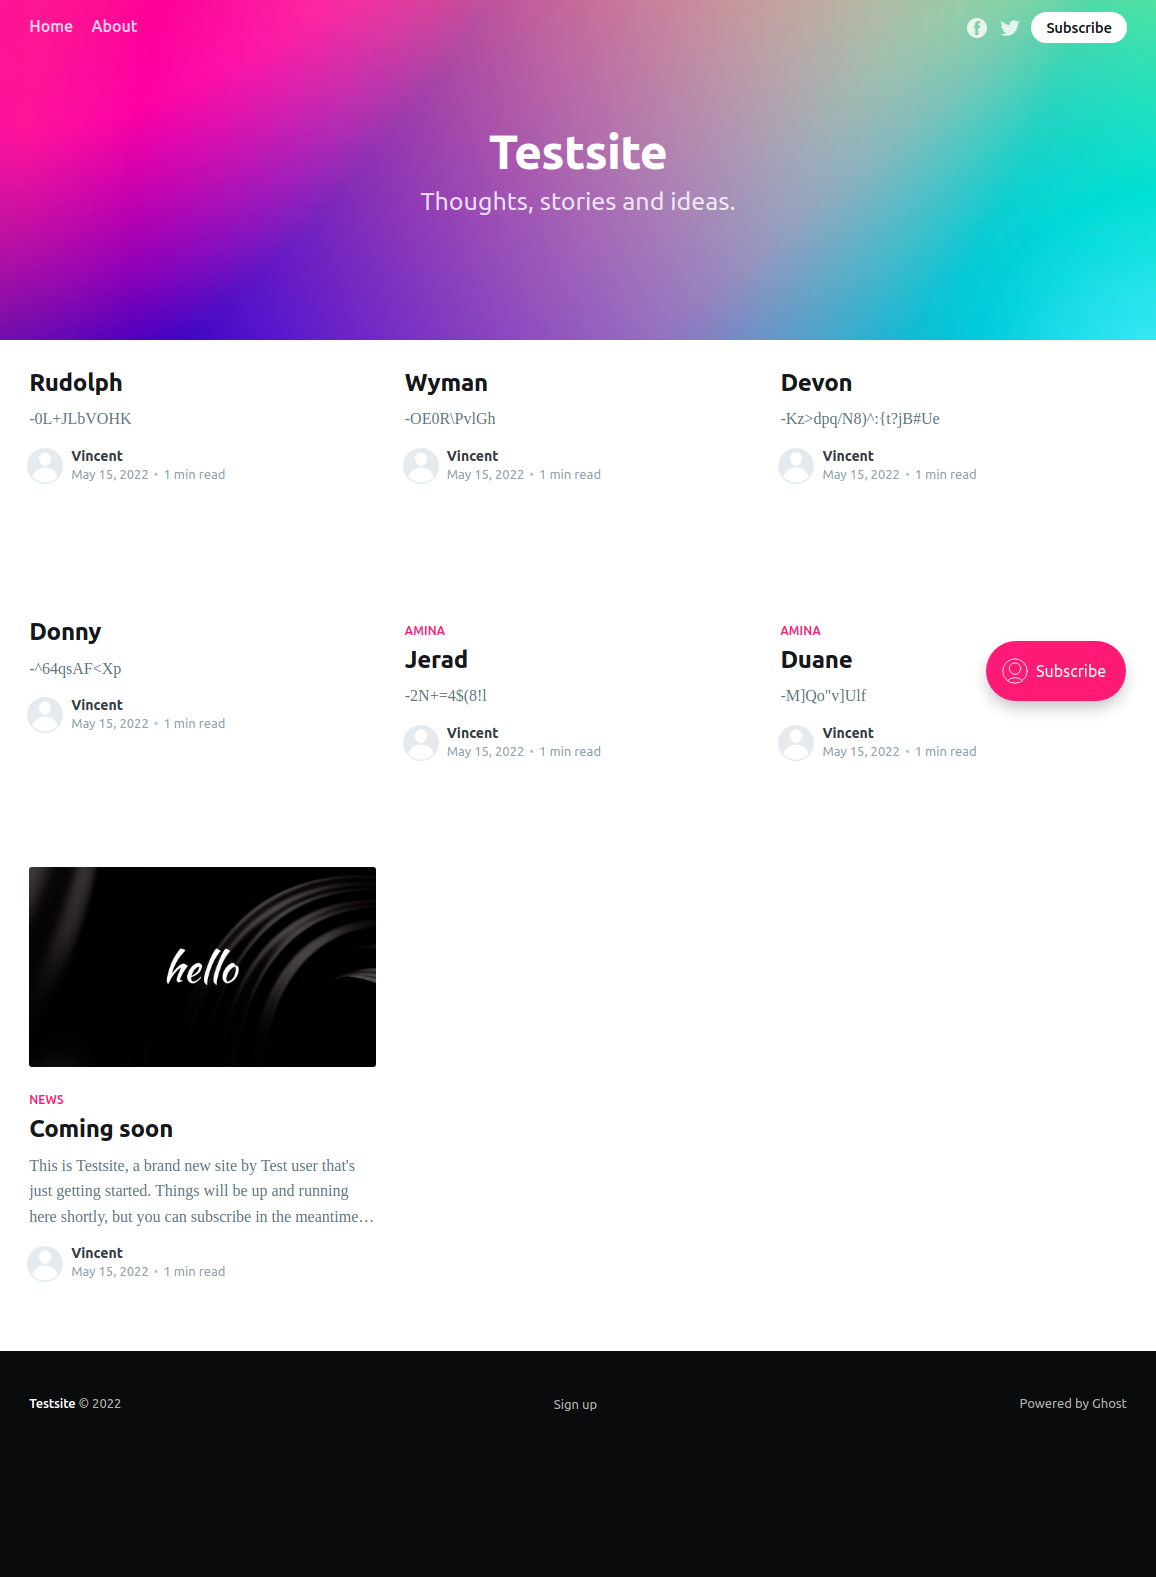 Home About
Subscribe
Testsite
Thoughts, stories and ideas.
Rudolph
-0L+JLbVOHK
Vincent
May 15, 2022 • 1 min read
Wyman
-OE0R\PvlGh
Vincent
May 15, 2022 • 1 min read
Devon
-Kz>dpq/N8)^:{t?jB#Ue
Vincent
May 15, 2022 • 1 min read
Donny
-^64qsAF<Xp
Vincent
May 15, 2022 • 1 min read
AMINA
Jerad
-2N+=4$(8!l
Vincent
May 15, 2022 • 1 min read
AMINA
Duane
-M]Qo"v]Ulf
Vincent
May 15, 2022 • 1 min read
Subscribe
hello
NEWS
Coming soon
This is Testsite, a brand new site by Test user that's
just getting started. Things will be up and running
here shortly, but you can subscribe in the meantime…
Vincent
May 15, 2022 • 1 min read
Testsite © 2022
Sign up
Powered by Ghost